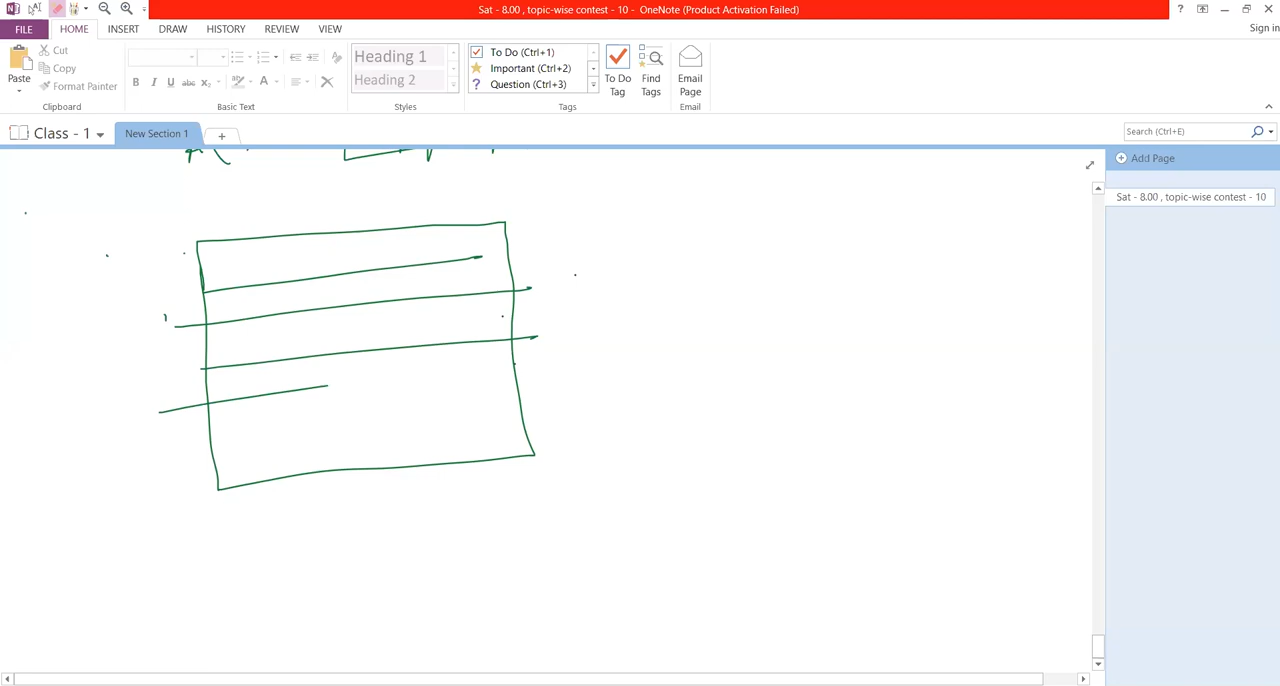 Sat - 8.00 , topic-wise contest - 10 - OneNote (Product Activation Failed)
?
FILE HOME INSERT DRAW HISTORY REVIEW VIEW
Sign in
Paste
Cut
Copy
Format Painter
Clipboard
B I U abc X₂ ab A
Basic Text
Heading 1
Heading 2
Styles
To Do (Ctrl+1)
Important (Ctrl+2)
? Question (Ctrl+3)
Tags
To Do Tag
Find Tags
Email Page
Email
Class - 1
New Section 1
+
Search (Ctrl+E)
Add Page
Sat - 8.00 , topic-wise contest - 10